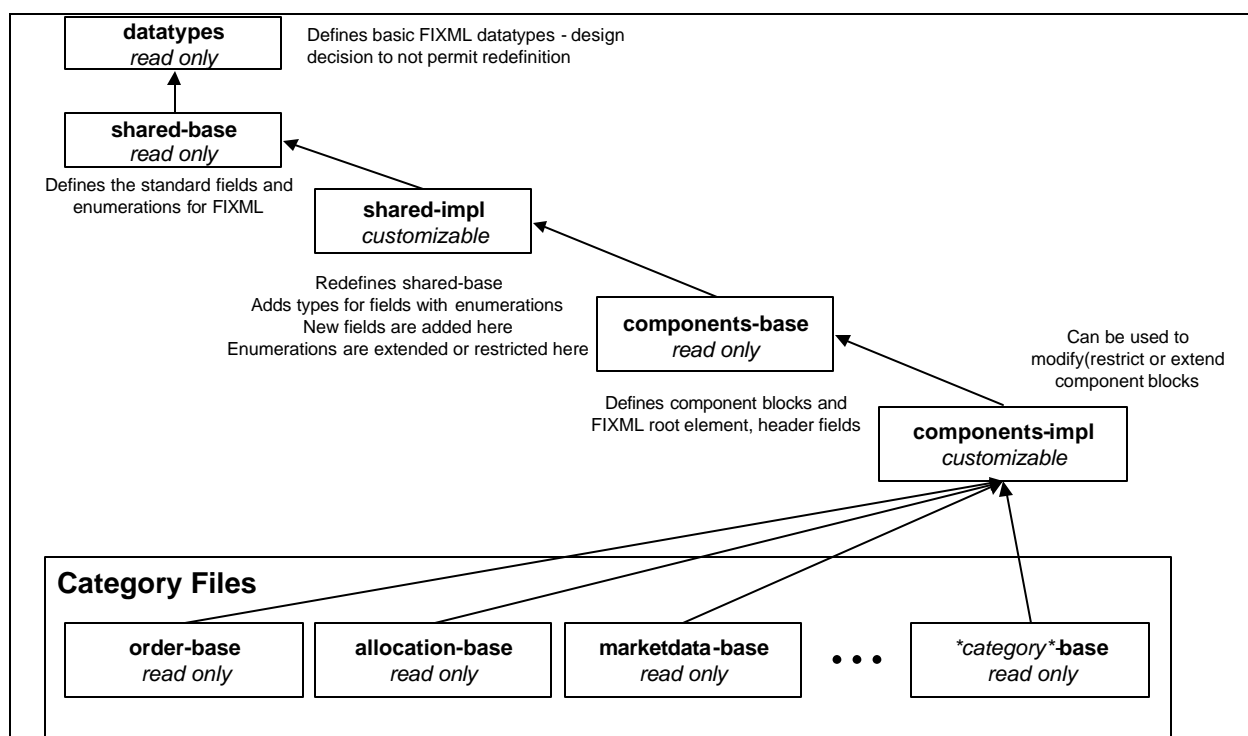 datatypes
read only
Defines basic FIXML datatypes - design
decision to not permit redefinition
shared-base
read only
Defines the standard fields and
enumerations for FIXML
shared-impl
customizable
Redefines shared-base
Adds types for fields with enumerations
New fields are added here
Enumerations are extended or restricted here
components-base
read only
Defines component blocks and
FIXML root element, header fields
Can be used to
modify(restrict or extend
component blocks
components-impl
customizable
Category Files
order-base
read only
allocation-base
read only
marketdata-base
read only
• • •
*category*-base
read only